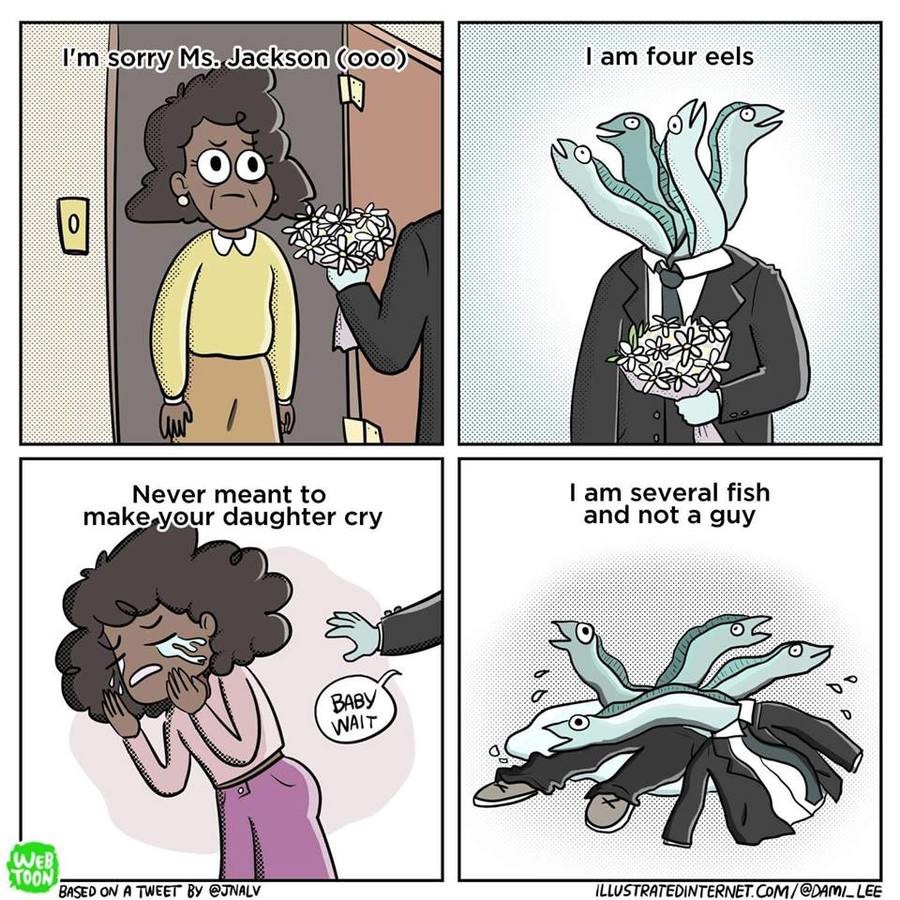 I'm sorry Ms. Jackson (ooo)
I am four eels
Never meant to
make your daughter cry
BABY
WAIT
I am several fish
and not a guy
WEB
TOON
BASED ON A TWEET BY @JNALV
ILLUSTRATEDINTERNET.COM/@DAMI_LEE